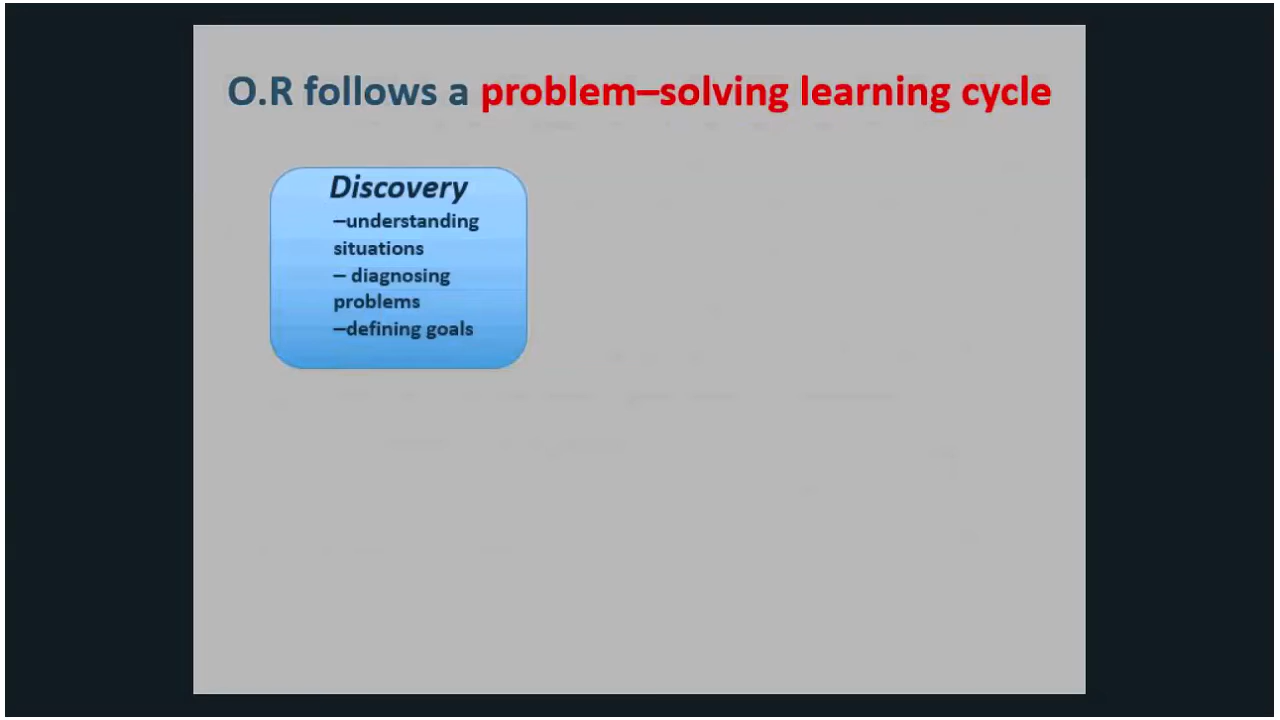 O.R follows a problem–solving learning cycle
Discovery
–understanding
situations
– diagnosing
problems
–defining goals